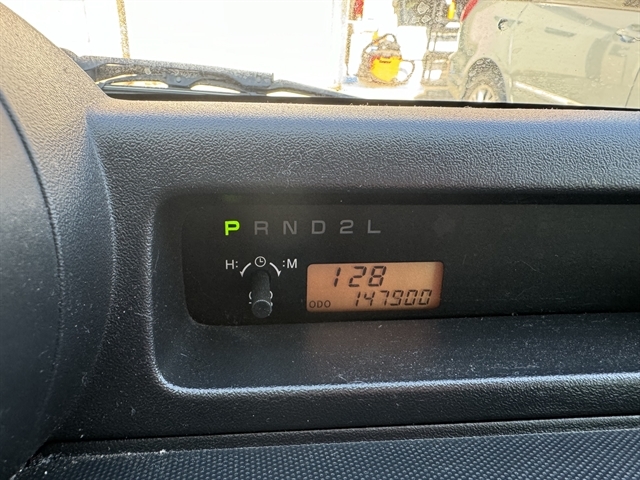 P R N D 2 L
H: :M
128
ODO 147900